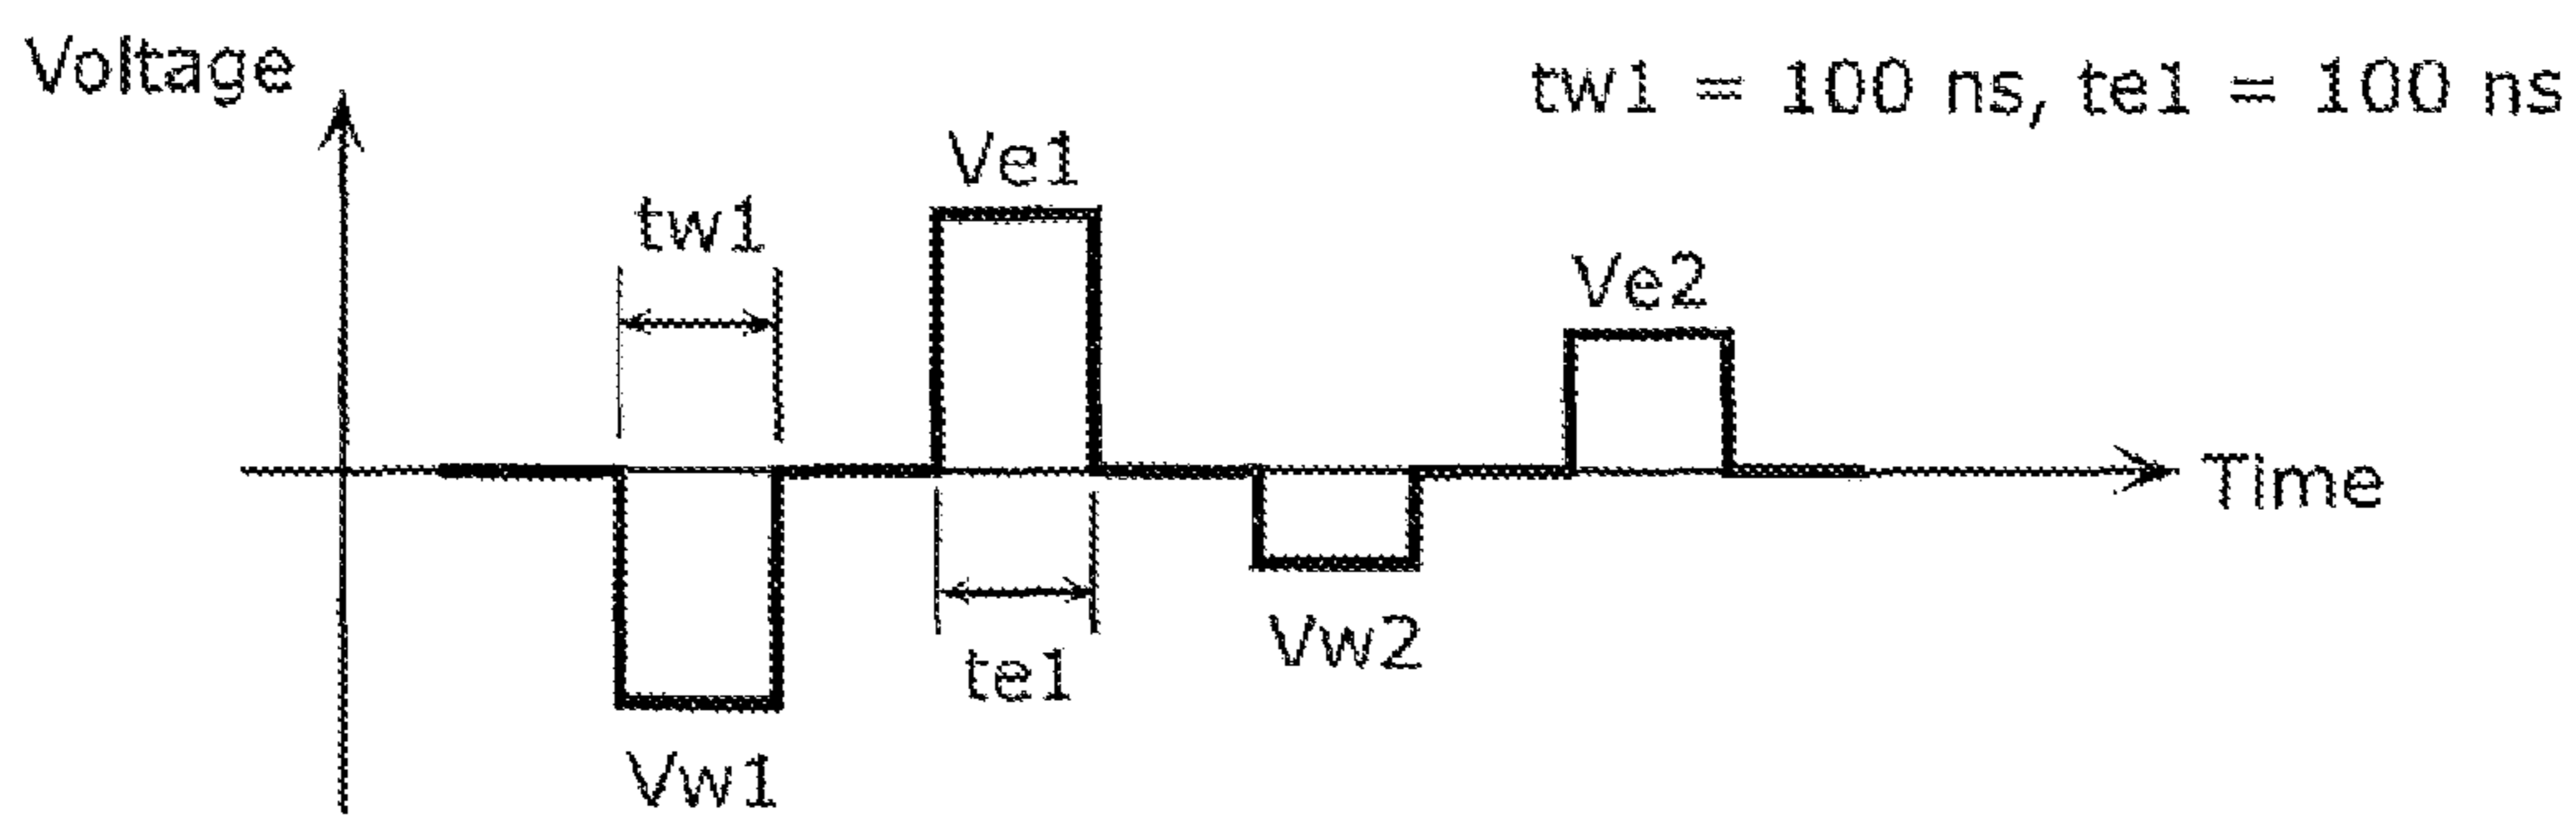 Voltage
tw1 = 100 ns, te1 = 100 ns
Ve1
tw1
Ve2
Time
Vw2
te1
Vw1